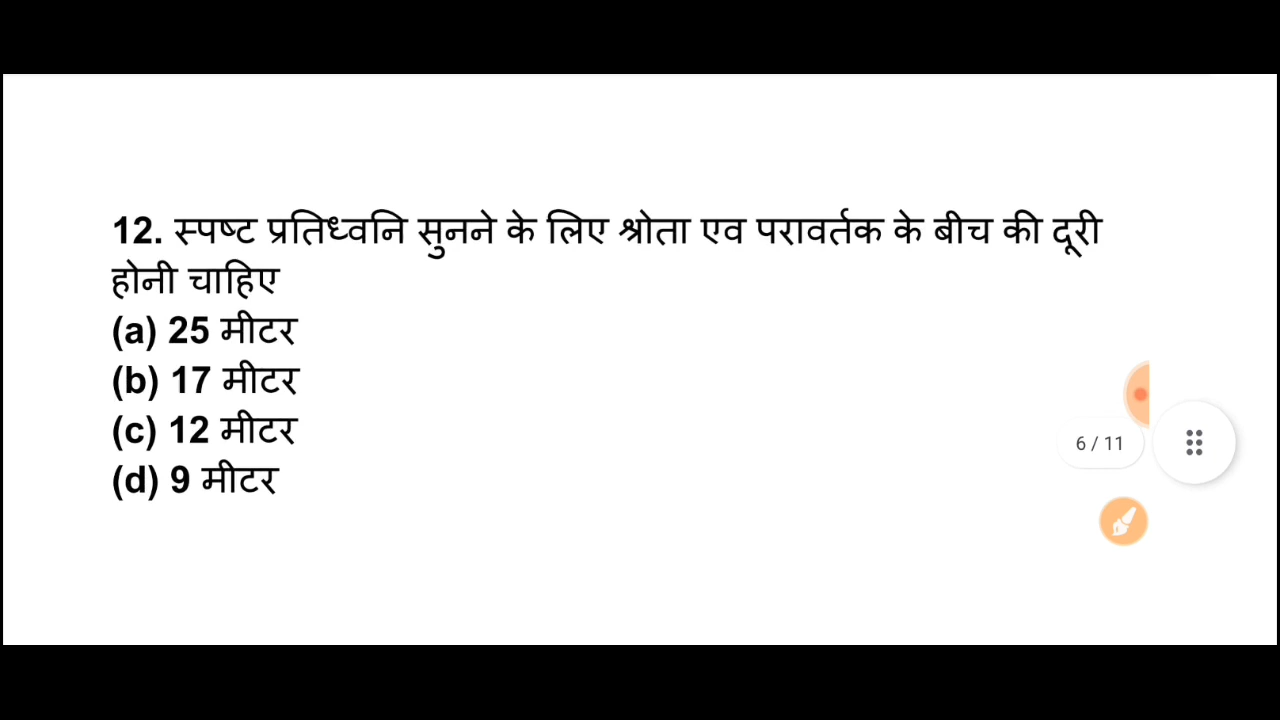 12. स्पष्ट प्रतिध्वनि सुनने के लिए श्रोता एव परावर्तक के बीच की दूरी
होनी चाहिए
(a) 25 मीटर
(b) 17 मीटर
(c) 12 मीटर
(d) 9 मीटर
6 / 11